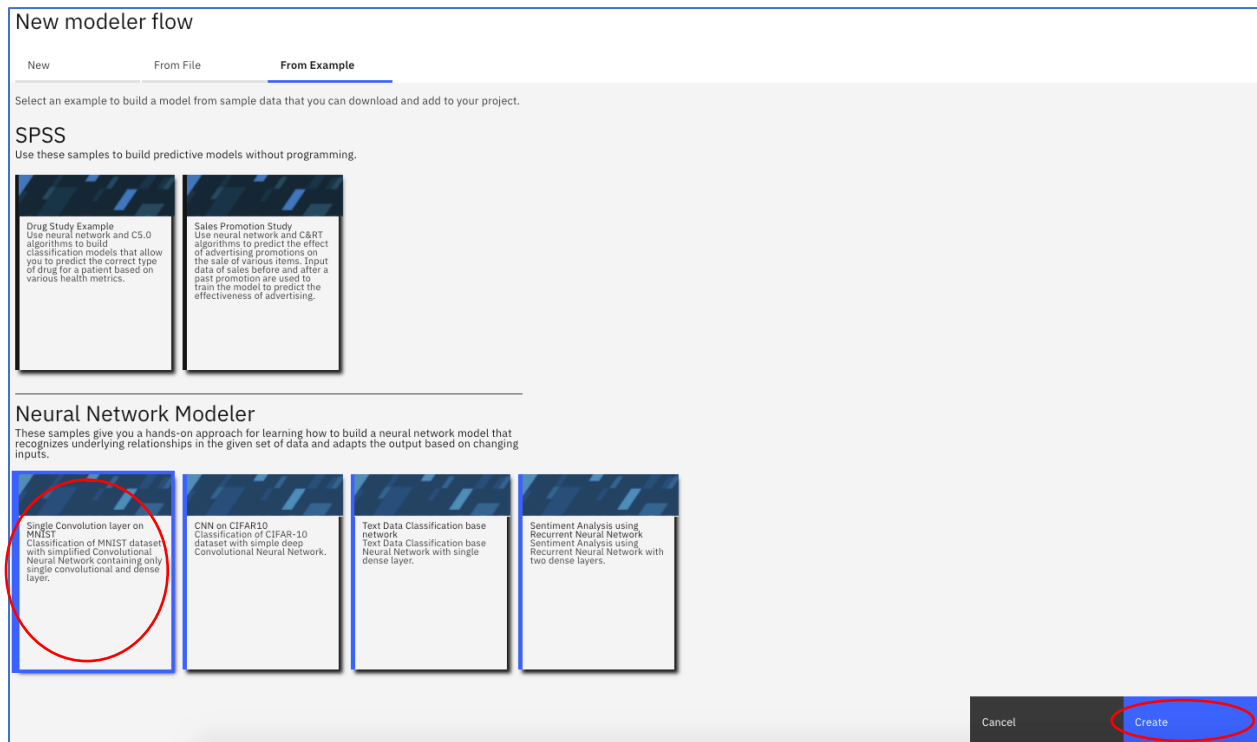 New modeler flow
New
From File
From Example
Select an example to build a model from sample data that you can download and add to your project.
SPSS
Use these samples to build predictive models without programming.
Drug Study Example
Use neural network and C5.0
algorithms to build
classification models that allow
you to predict the correct type
of drug for a patient based on
various health metrics.
Sales Promotion Study
Use neural network and C&RT
algorithms to predict the effect
of advertising promotions on
the sale of various items. Input
data of sales before and after a
past promotion are used to
train the model to predict the
effectiveness of advertising.
Neural Network Modeler
These samples give you a hands-on approach for learning how to build a neural network model that
recognizes underlying relationships in the given set of data and adapts the output based on changing
inputs.
Single Convolution layer on
MNIST
Classification of MNIST dataset
with simplified Convolutional
Neural Network containing only
single convolutional and dense
layer.
CNN on CIFAR10
Classification of CIFAR-10
dataset with simple deep
Convolutional Neural Network.
Text Data Classification base
network
Text Data Classification base
Neural Network with single
dense layer.
Sentiment Analysis using
Recurrent Neural Network
Sentiment Analysis using
Recurrent Neural Network with
two dense layers.
Cancel
Create